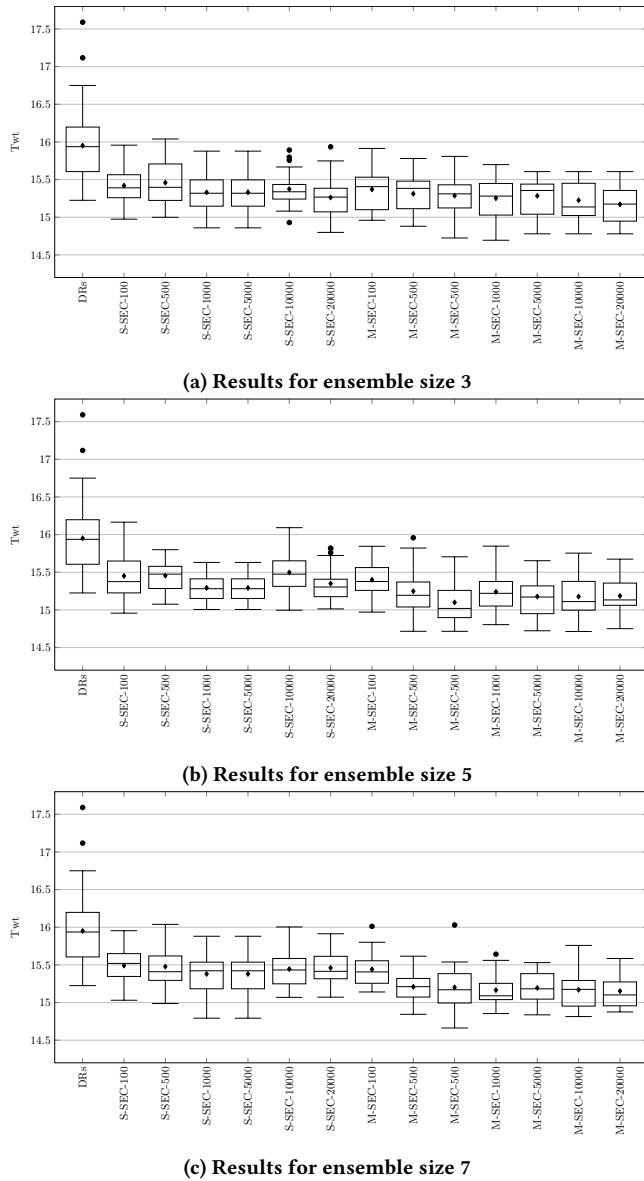 17.5
17
16.5
16
15.5
15
14.5
Twt
DRs
S-SEC-100
S-SEC-500
S-SEC-1000
S-SEC-5000
S-SEC-10000
S-SEC-20000
M-SEC-100
M-SEC-500
M-SEC-500
M-SEC-1000
M-SEC-5000
M-SEC-10000
M-SEC-20000
(a) Results for ensemble size 3
17.5
17
16.5
16
15.5
15
14.5
Twt
DRs
S-SEC-100
S-SEC-500
S-SEC-1000
S-SEC-5000
S-SEC-10000
S-SEC-20000
M-SEC-100
M-SEC-500
M-SEC-500
M-SEC-1000
M-SEC-5000
M-SEC-10000
M-SEC-20000
(b) Results for ensemble size 5
17.5
17
16.5
16
15.5
15
14.5
Twt
DRs
S-SEC-100
S-SEC-500
S-SEC-1000
S-SEC-5000
S-SEC-10000
S-SEC-20000
M-SEC-100
M-SEC-500
M-SEC-500
M-SEC-1000
M-SEC-5000
M-SEC-10000
M-SEC-20000
(c) Results for ensemble size 7